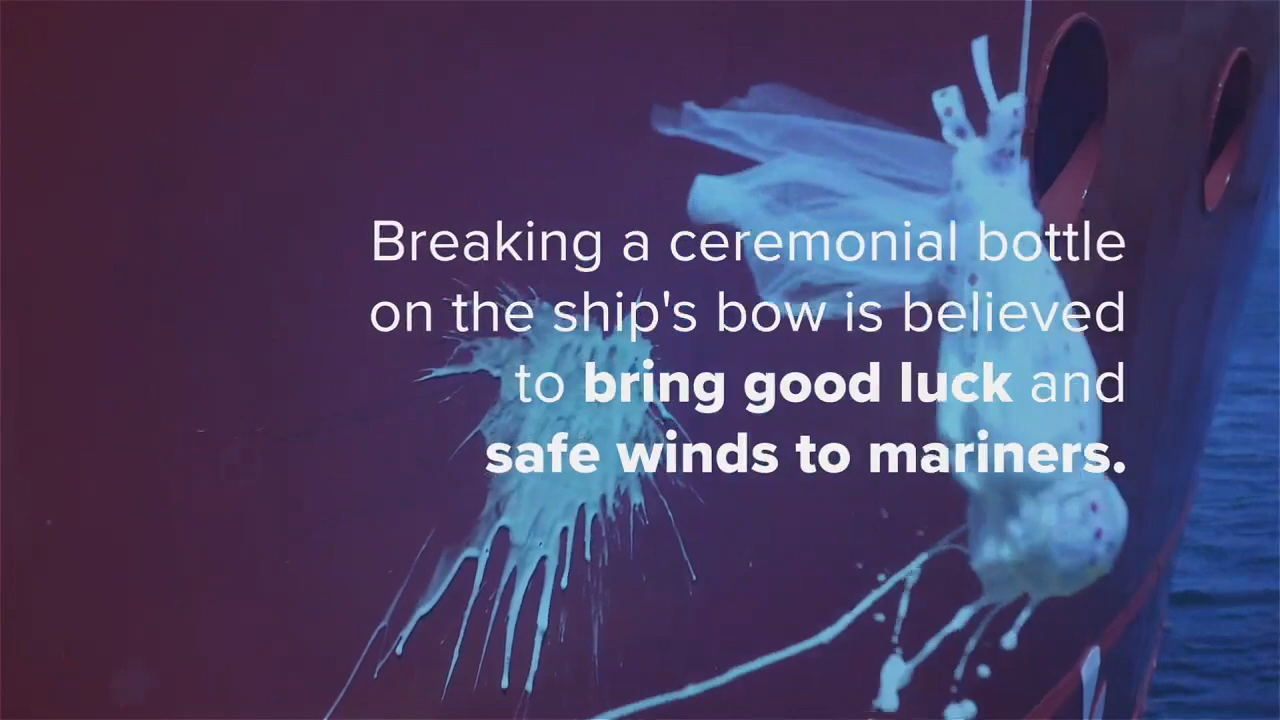 Breaking a ceremonial bottle
on the ship's bow is believed
to bring good luck and
safe winds to mariners.